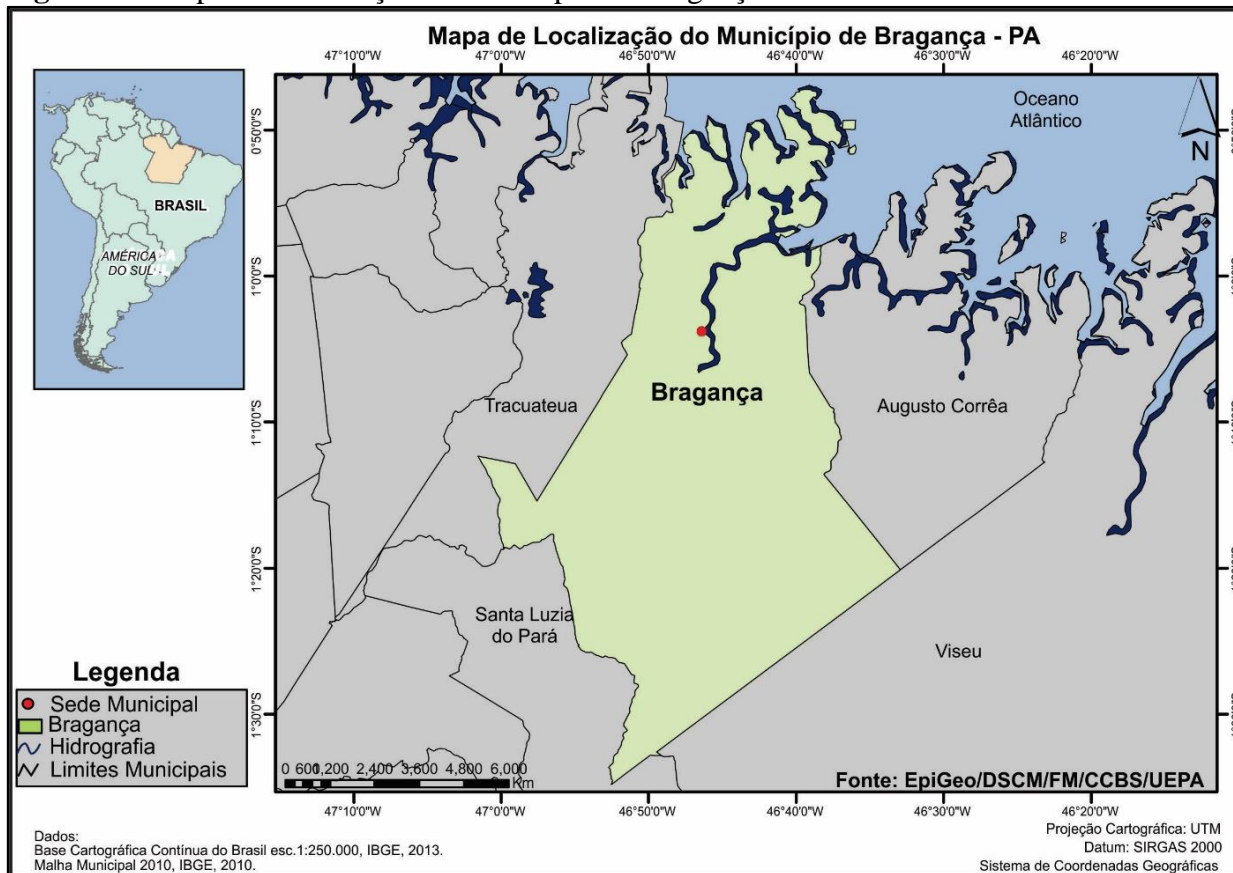 Mapa de Localização do Município de Bragança - PA
47°10'0"W 47°0'0"W 46°50'0"W 46°40'0"W 46°30'0"W 46°20'0"W
Oceano
Atlântico
N
BRASIL
AMÉRICA
DO SUL
0°50'0"S
1°0'0"S
1°10'0"S
1°20'0"S
1°30'0"S
Bragança
Tracuateua
Augusto Corrêa
Santa Luzia
do Pará
Viseu
Legenda
Sede Municipal
Bragança
Hidrografia
Limites Municipais
0 600 1,200 2,400 3,600 4,800 6,000
Km
Fonte: EpiGeo/DSCM/FM/CCBS/UEPA
47°10'0"W 47°0'0"W 46°50'0"W 46°40'0"W 46°30'0"W 46°20'0"W
Dados:
Base Cartográfica Contínua do Brasil esc.1:250.000, IBGE, 2013.
Malha Municipal 2010, IBGE, 2010.
Projeção Cartográfica: UTM
Datum: SIRGAS 2000
Sistema de Coordenadas Geográficas